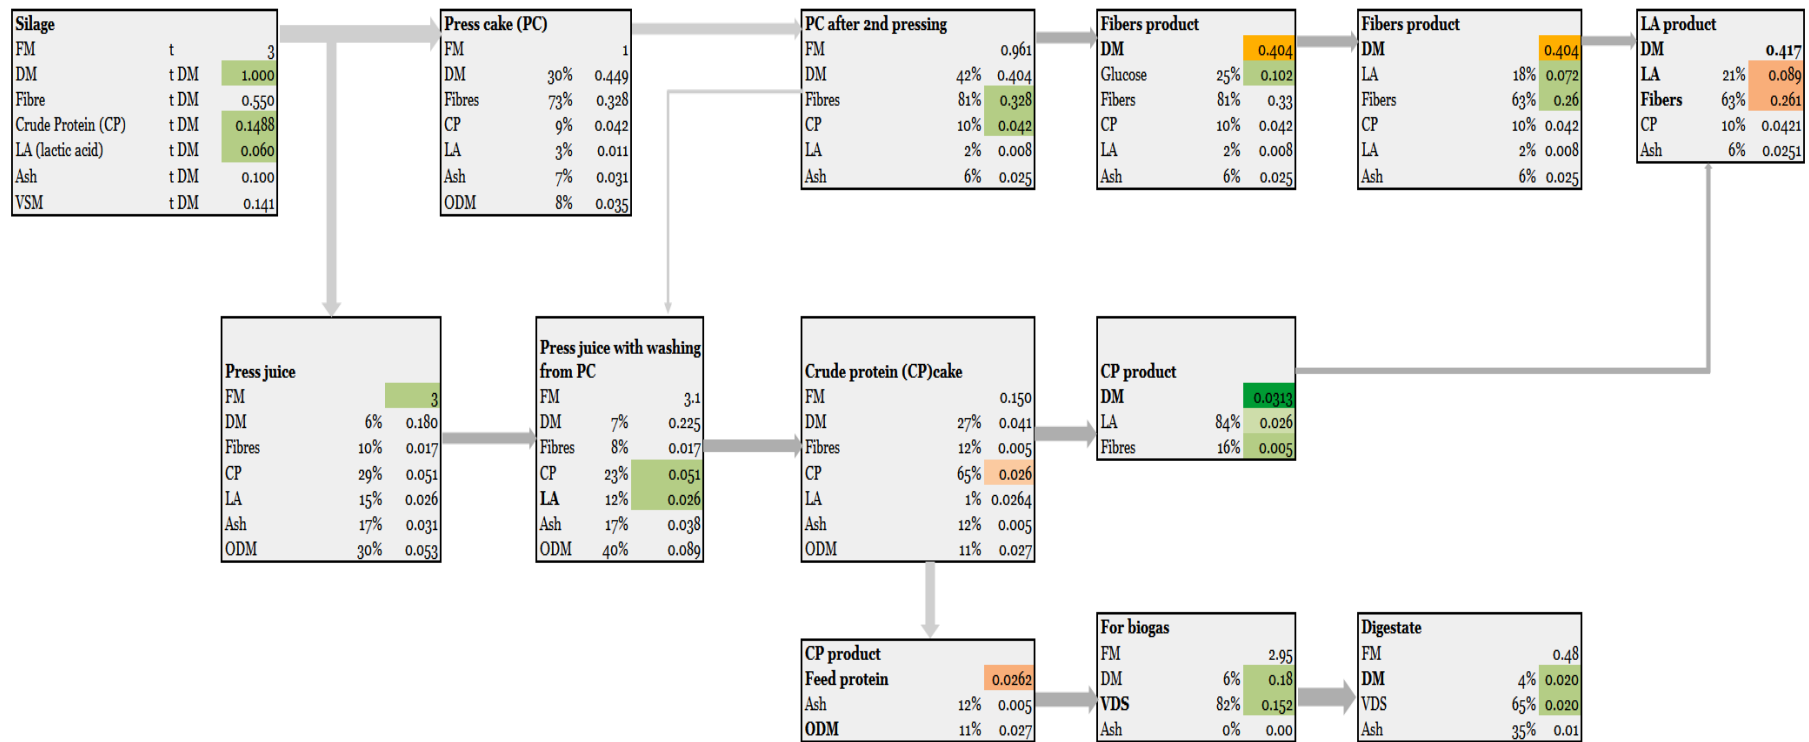 Silage
FM t 3
DM t DM 1.000
Fibre t DM 0.550
Crude Protein (CP) t DM 0.1488
LA (lactic acid) t DM 0.060
Ash t DM 0.100
VSM t DM 0.141
Press cake (PC)
FM 1
DM 30% 0.449
Fibres 73% 0.328
CP 9% 0.042
LA 3% 0.011
Ash 7% 0.031
ODM 8% 0.035
PC after 2nd pressing
FM 0.961
DM 42% 0.404
Fibres 81% 0.328
CP 10% 0.042
LA 2% 0.008
Ash 6% 0.025
Fibers product
DM 0.404
Glucose 25% 0.102
Fibers 81% 0.33
CP 10% 0.042
LA 2% 0.008
Ash 6% 0.025
Fibers product
DM 0.404
LA 18% 0.072
Fibers 63% 0.26
CP 10% 0.042
LA 2% 0.008
Ash 6% 0.025
LA product
DM 0.417
LA 21% 0.089
Fibers 63% 0.261
CP 10% 0.0421
Ash 6% 0.0251
Press juice
FM 3
DM 6% 0.180
Fibres 10% 0.017
CP 29% 0.051
LA 15% 0.026
Ash 17% 0.031
ODM 30% 0.053
Press juice with washing
from PC
FM 3.1
DM 7% 0.225
Fibres 8% 0.017
CP 23% 0.051
LA 12% 0.026
Ash 17% 0.038
ODM 40% 0.089
Crude protein (CP)cake
FM 0.150
DM 27% 0.041
Fibres 12% 0.005
CP 65% 0.026
LA 1% 0.0264
Ash 12% 0.005
ODM 11% 0.027
CP product
DM 0.0313
LA 84% 0.026
Fibres 16% 0.005
CP product
Feed protein 0.0262
Ash 12% 0.005
ODM 11% 0.027
For biogas
FM 2.95
DM 6% 0.18
VDS 82% 0.152
Ash 0% 0.00
Digestate
FM 0.48
DM 4% 0.020
VDS 65% 0.020
Ash 35% 0.01